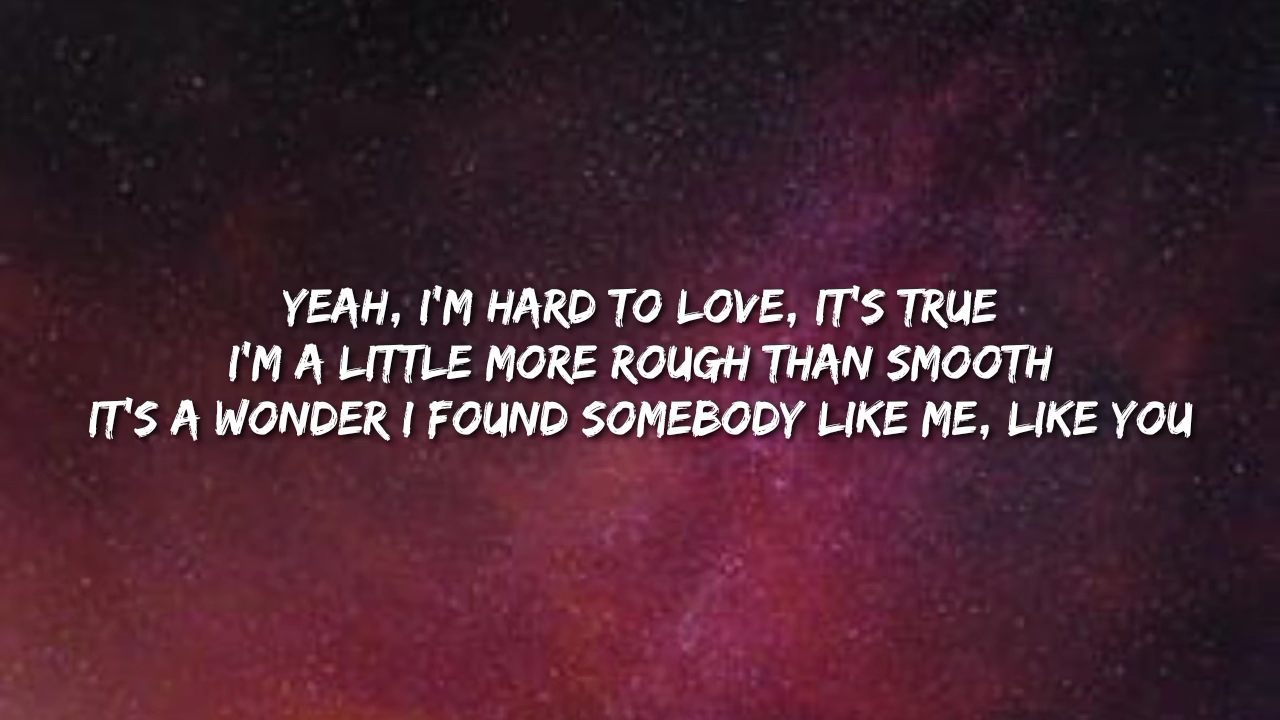 YEAH, I'M HARD TO LOVE, IT'S TRUE
I'M A LITTLE MORE ROUGH THAN SMOOTH
IT'S A WONDER I FOUND SOMEBODY LIKE ME, LIKE YOU